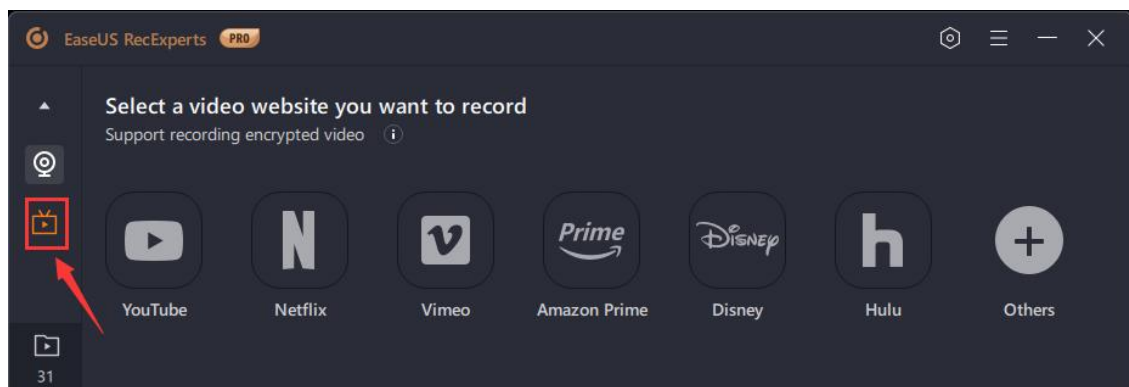 EaseUS RecExperts PRO
Select a video website you want to record
Support recording encrypted video
Prime
Disney
YouTube
Netflix
Vimeo
Amazon Prime
Disney
Hulu
Others
31